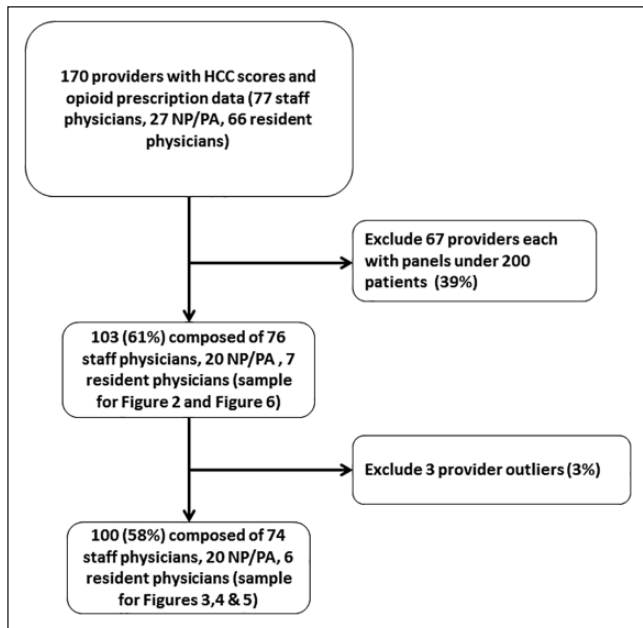 170 providers with HCC scores and
opioid prescription data (77 staff
physicians, 27 NP/PA, 66 resident
physicians)
Exclude 67 providers each
with panels under 200
patients (39%)
103 (61%) composed of 76
staff physicians, 20 NP/PA , 7
resident physicians (sample
for Figure 2 and Figure 6)
Exclude 3 provider outliers (3%)
100 (58%) composed of 74
staff physicians, 20 NP/PA, 6
resident physicians (sample
for Figures 3,4 & 5)